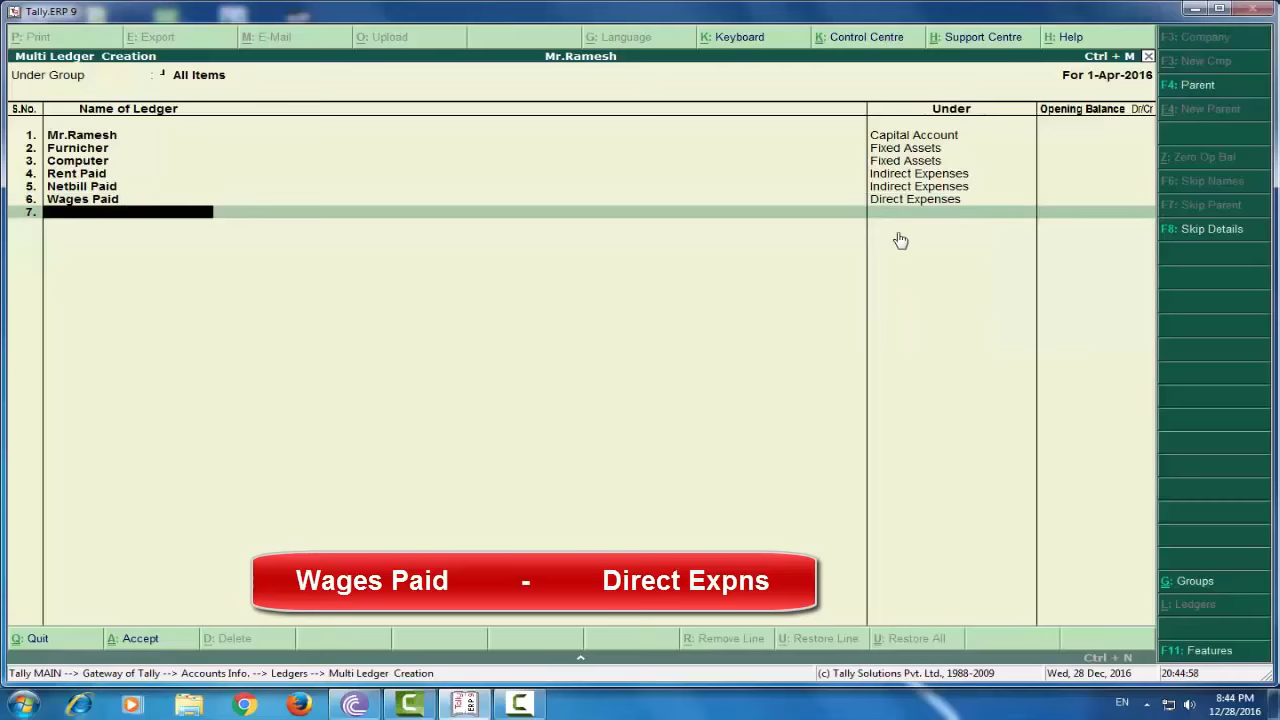 Tally.ERP 9
P: Print E: Export M: E-Mail O: Upload G: Language K: Keyboard K: Control Centre H: Support Centre H: Help
Multi Ledger Creation Mr.Ramesh Ctrl + M
Under Group : All Items For 1-Apr-2016
S.No. Name of Ledger Under Opening Balance Dr/Cr
1. Mr.Ramesh Capital Account
2. Furnicher Fixed Assets
3. Computer Fixed Assets
4. Rent Paid Indirect Expenses
5. Netbill Paid Indirect Expenses
6. Wages Paid Direct Expenses
7.
F3: Company
F3: New Cmp
F4: Parent
F4: New Parent
Z: Zero Op Bal
F6: Skip Names
F7: Skip Parent
F8: Skip Details
G: Groups
L: Ledgers
F11: Features
Wages Paid - Direct Expns
Q: Quit A: Accept D: Delete R: Remove Line U: Restore Line U: Restore All
Ctrl + N
Tally MAIN --> Gateway of Tally --> Accounts Info. --> Ledgers --> Multi Ledger Creation (c) Tally Solutions Pvt. Ltd., 1988-2009 Wed, 28 Dec, 2016 20:44:58
EN 8:44 PM
12/28/2016